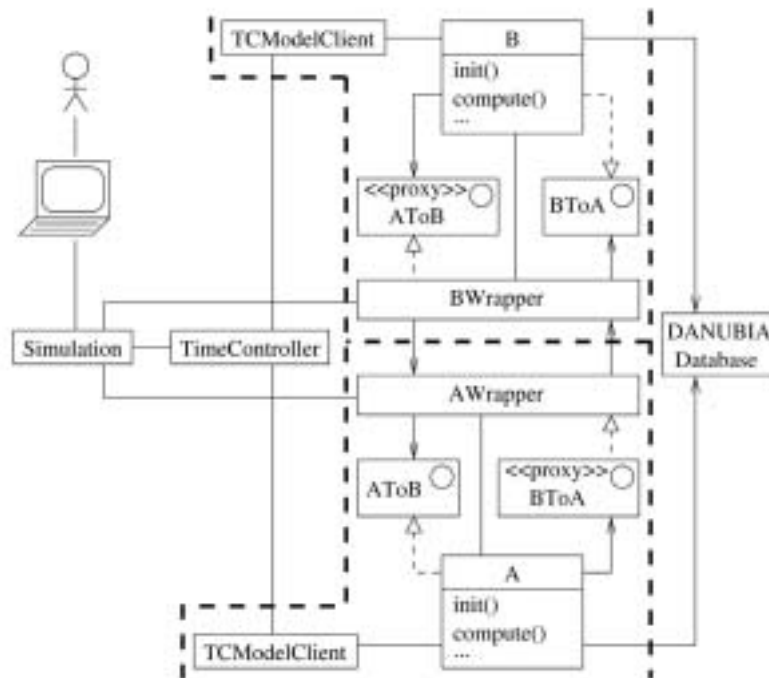 TCModelClient
B
init()
compute()
...
<<proxy>>
AToB
BToA
BWrapper
Simulation
TimeController
DANUBIA
Database
AWrapper
AToB
<<proxy>>
BToA
A
init()
compute()
...
TCModelClient